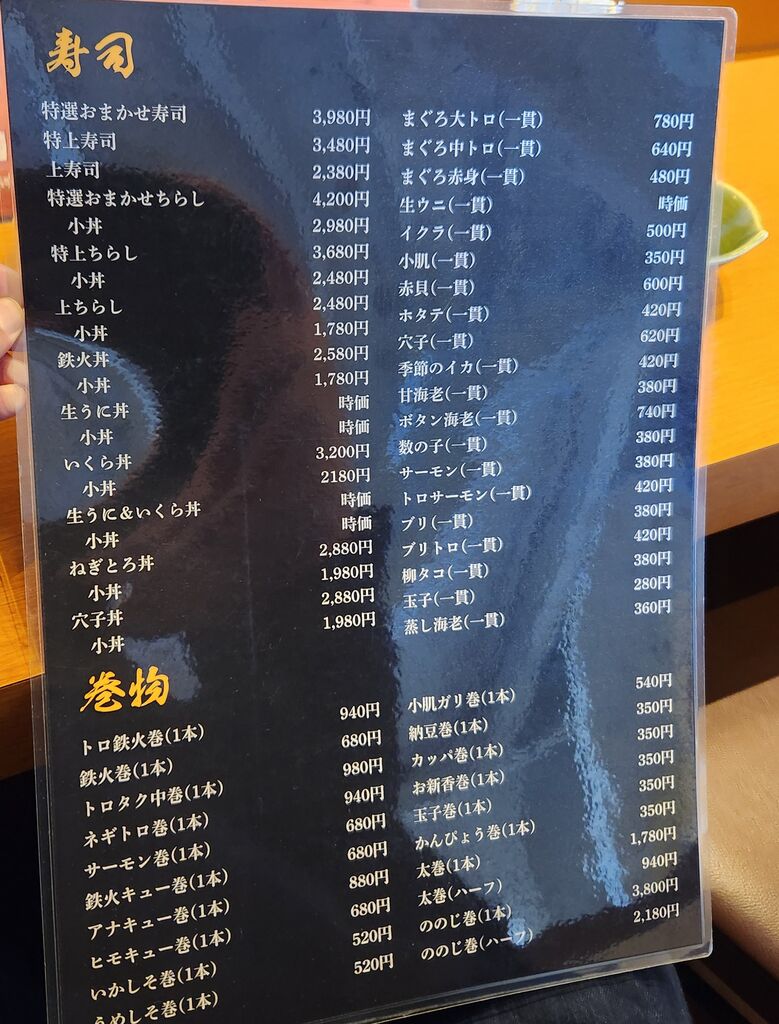 寿司
特選おまかせ寿司 3,980円
特上寿司 3,480円
上寿司 2,380円
特選おまかせちらし 4,200円
小丼 2,980円
特上ちらし 3,680円
小丼 2,480円
上ちらし 2,480円
小丼 1,780円
鉄火丼 2,580円
小丼 1,780円
生うに丼 時価
小丼 時価
いくら丼 3,200円
小丼 2180円
生うに&いくら丼 時価
小丼 時価
ねぎとろ丼 2,880円
小丼 1,980円
穴子丼 2,880円
小丼 1,980円
まぐろ大トロ(一貫) 780円
まぐろ中トロ(一貫) 640円
まぐろ赤身(一貫) 480円
生ウニ(一貫) 時価
イクラ(一貫) 500円
小肌(一貫) 350円
赤貝(一貫) 600円
ホタテ(一貫) 420円
穴子(一貫) 620円
季節のイカ(一貫) 420円
甘海老(一貫) 380円
ボタン海老(一貫) 740円
数の子(一貫) 380円
サーモン(一貫) 380円
トロサーモン(一貫) 420円
ブリ(一貫) 380円
ブリトロ(一貫) 420円
柳タコ(一貫) 380円
玉子(一貫) 280円
蒸し海老(一貫) 360円
巻物
トロ鉄火巻(1本) 940円
鉄火巻(1本) 680円
トロタク中巻(1本) 980円
ネギトロ巻(1本) 940円
サーモン巻(1本) 680円
鉄火キュー巻(1本) 680円
アナキュー巻(1本) 880円
ヒモキュー巻(1本) 680円
いかしそ巻(1本) 520円
うめしそ巻(1本) 520円
小肌ガリ巻(1本) 540円
納豆巻(1本) 350円
カッパ巻(1本) 350円
お新香巻(1本) 350円
玉子巻(1本) 350円
かんぴょう巻(1本) 350円
太巻(1本) 1,780円
太巻(ハーフ) 940円
ののじ巻(1本) 3,800円
ののじ巻(ハーフ) 2,180円